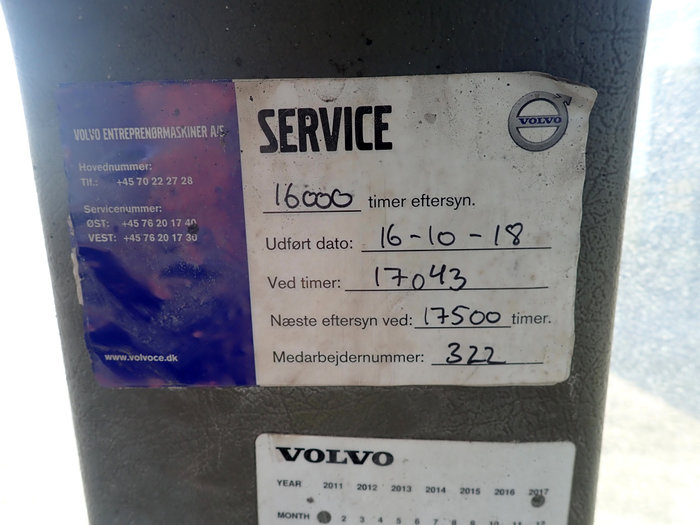 VOLVO ENTREPRENØRMASKINER A/S
Hovednummer:
Tlf.: +45 70 22 27 28
Servicenummer:
ØST: +45 76 20 17 40
VEST: +45 76 20 17 30
www.volvoce.dk
SERVICE
VOLVO
16000 timer eftersyn.
Udført dato: 16-10-18
Ved timer: 17043
Næste eftersyn ved: 17500 timer.
Medarbejdernummer: 322
VOLVO
YEAR 2011 2012 2013 2014 2015 2016 2017
MONTH 2 3 4 5 6 7 8 9 10 11 12